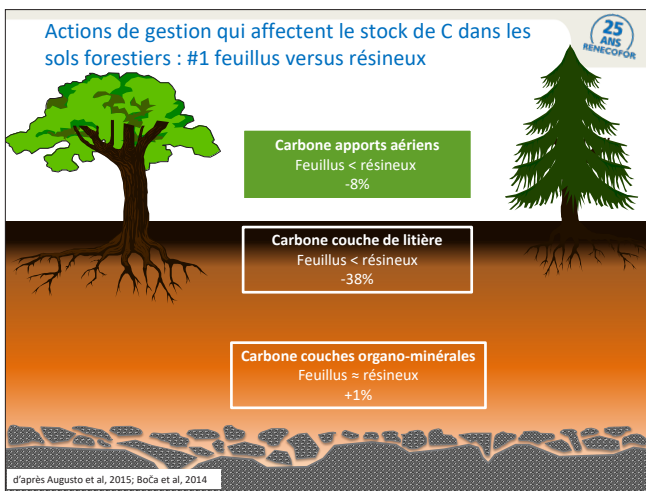 Actions de gestion qui affectent le stock de C dans les
sols forestiers : #1 feuillus versus résineux
25
ANS
RENECOFOR
Carbone apports aériens
Feuillus < résineux
-8%
Carbone couche de litière
Feuillus < résineux
-38%
Carbone couches organo-minérales
Feuillus ≈ résineux
+1%
d'après Augusto et al, 2015; Boča et al, 2014